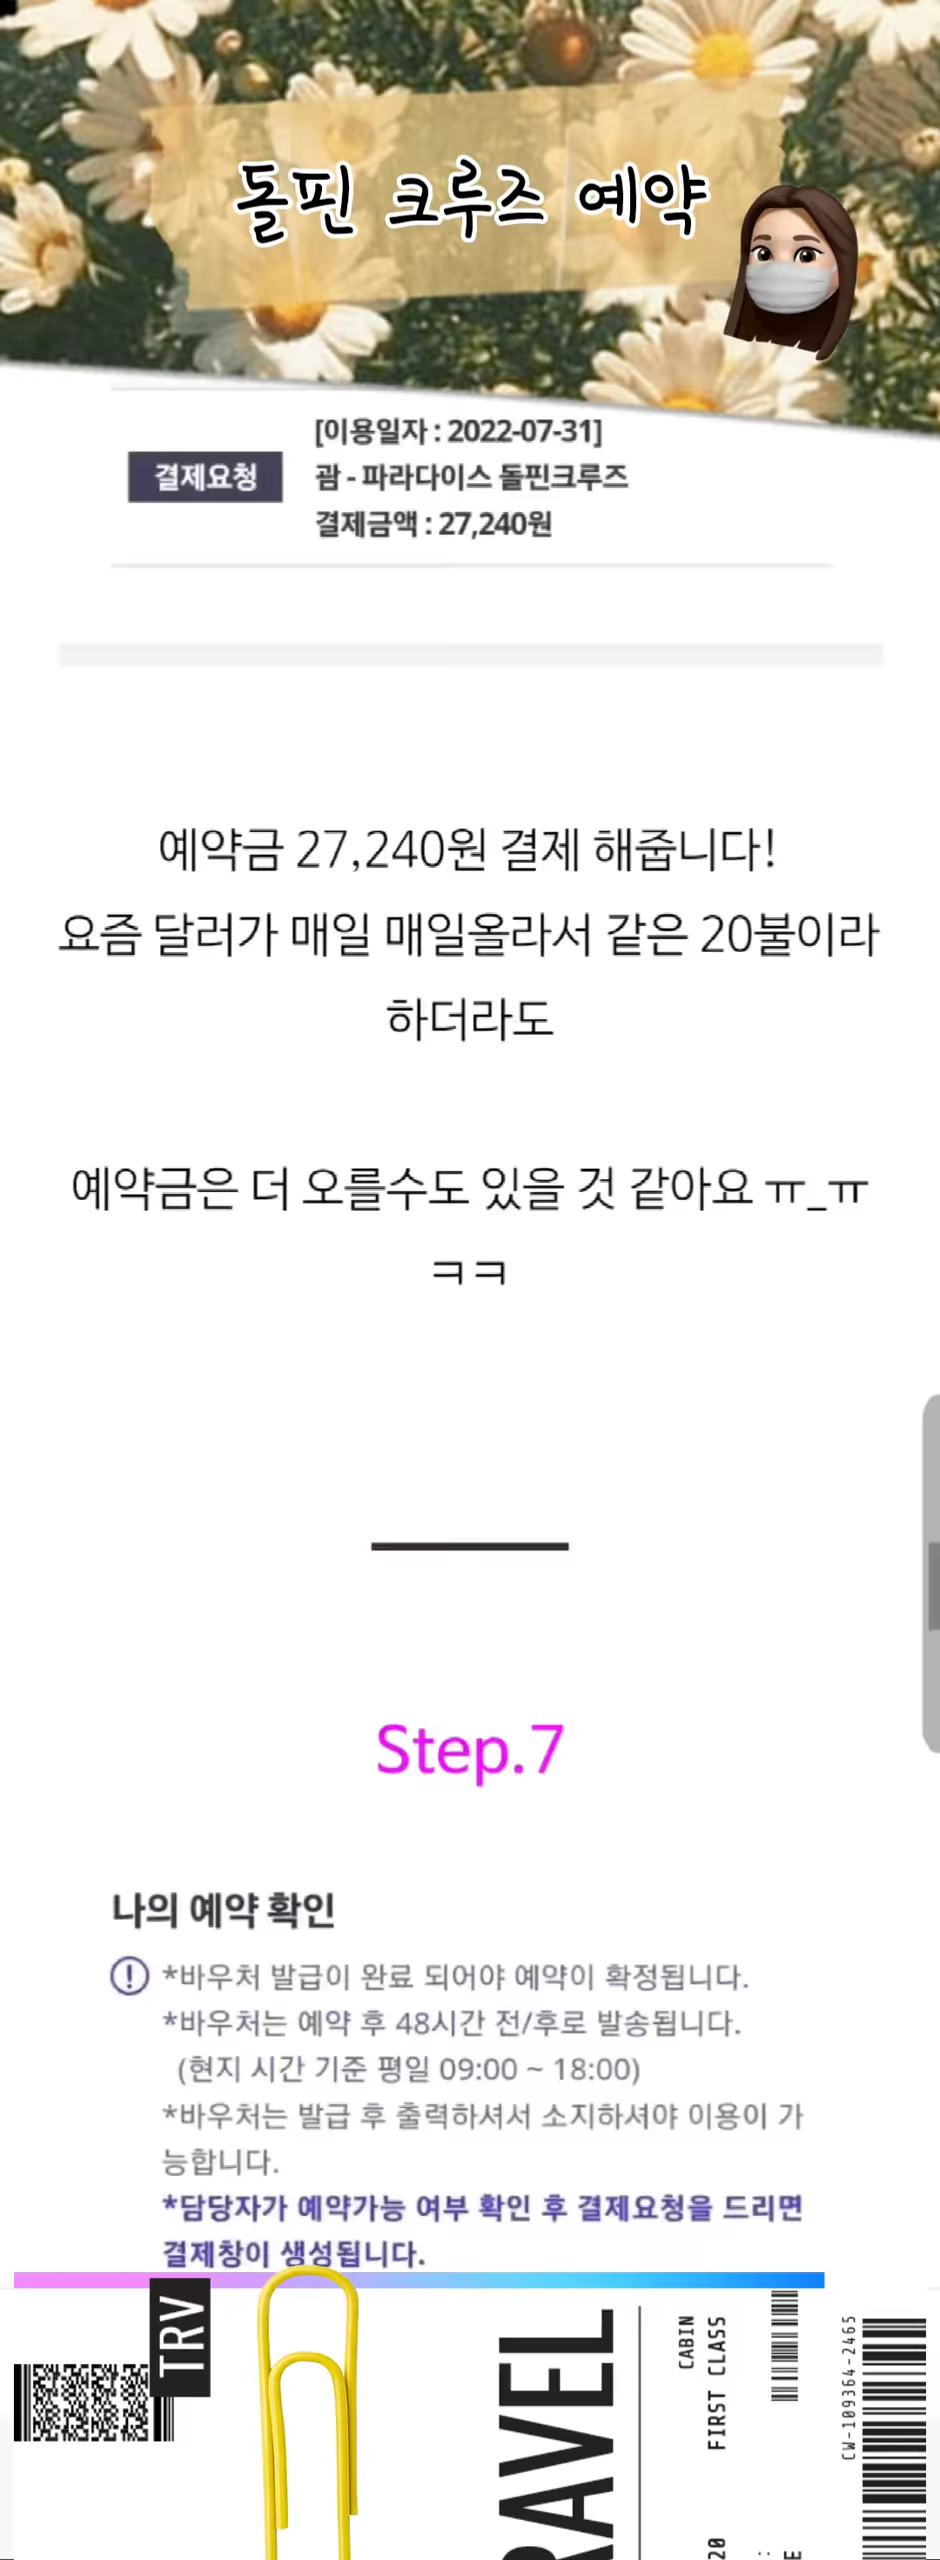 돌핀 크루즈 예약
[이용일자 : 2022-07-31]
결제요청
괌 - 파라다이스 돌핀크루즈
결제금액 : 27,240원
예약금 27,240원 결제 해줍니다!
요즘 달러가 매일 매일올라서 같은 20불이라
하더라도
예약금은 더 오를수도 있을 것 같아요 ㅠ_ㅠ
ㅋㅋ
Step.7
나의 예약 확인
*바우처 발급이 완료 되어야 예약이 확정됩니다.
*바우처는 예약 후 48시간 전/후로 발송됩니다.
(현지 시간 기준 평일 09:00 ~ 18:00)
*바우처는 발급 후 출력하셔서 소지하셔야 이용이 가
능합니다.
*담당자가 예약가능 여부 확인 후 결제요청을 드리면
결제창이 생성됩니다.
TRV
CABIN
FIRST CLASS
CW-109364-2465